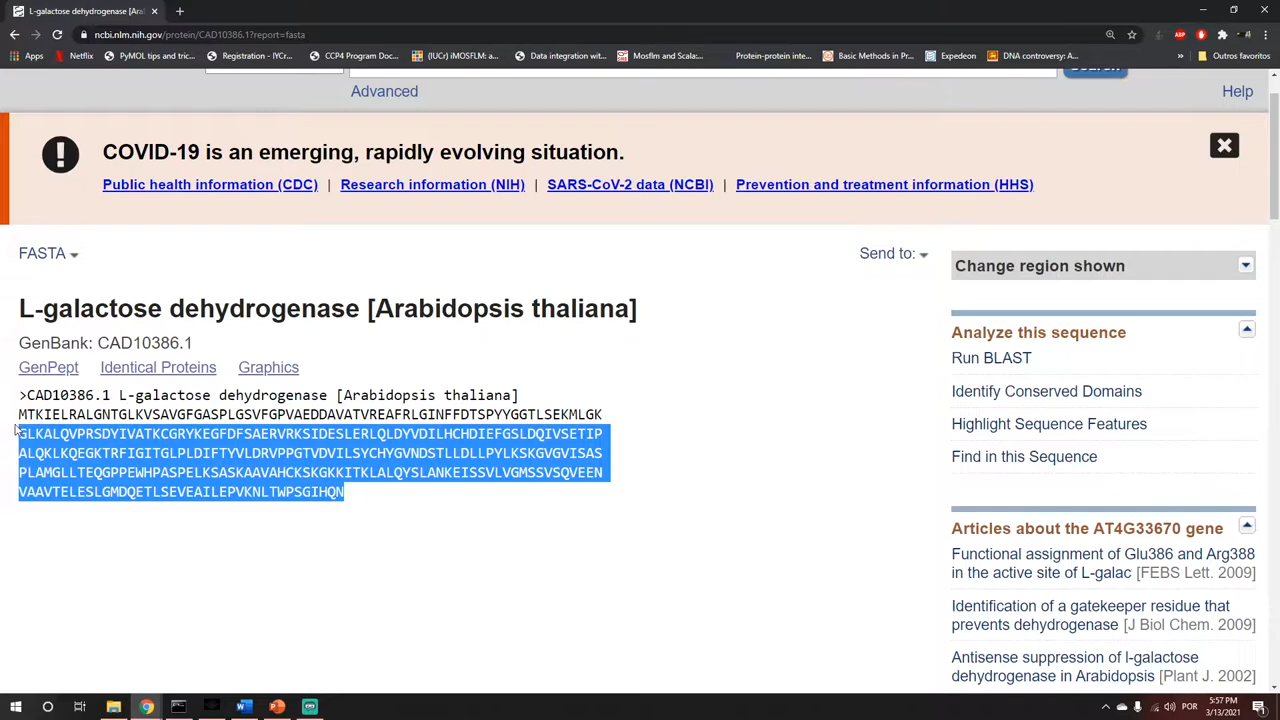 L-galactose dehydrogenase [Arabido
ncbi.nlm.nih.gov/protein/CAD10386.1?report=fasta
Apps Netflix PyMOL tips and tric... Registration - IYCr... CCP4 Program Doc... (IUCr) iMOSFLM: a... Data integration wit... Mosflm and Scala:... Protein-protein inte... Basic Methods in Pr... Expedeon DNA controversy: A... » Outros favoritos
Advanced
Help
COVID-19 is an emerging, rapidly evolving situation.
Public health information (CDC) | Research information (NIH) | SARS-CoV-2 data (NCBI) | Prevention and treatment information (HHS)
FASTA
Send to:
L-galactose dehydrogenase [Arabidopsis thaliana]
GenBank: CAD10386.1
GenPept Identical Proteins Graphics
>CAD10386.1 L-galactose dehydrogenase [Arabidopsis thaliana]
MTKIELRALGNTGLKVSAVGFGASPLGSVFGPVAEDDAVATVREAFRLGINFFDTSPYYGGTLSEKMLGK
GLKALQVPRSDYIVATKCGRYKEGFDFSAERVRKSIDESLERLQLDYVDILHCHDIEFGSLDQIVSETIP
ALQKLKQEGKTRFIGITGLPLDIFTYVLDRVPPGTVDVILSYCHYGVNDSTLLDLLPYLKSKGVGVISAS
PLAMGLLTEQGPPEWHPASPELKSASKAAVAHCKSKGKKITKLALQYSLANKEISSVLVGMSSVSQVEEN
VAAVTELESLGMDQETLSEVEAILEPVKNLTWPSGIHQN
Change region shown
Analyze this sequence
Run BLAST
Identify Conserved Domains
Highlight Sequence Features
Find in this Sequence
Articles about the AT4G33670 gene
Functional assignment of Glu386 and Arg388
in the active site of L-galac [FEBS Lett. 2009]
Identification of a gatekeeper residue that
prevents dehydrogenase [J Biol Chem. 2009]
Antisense suppression of l-galactose
dehydrogenase in Arabidopsis [Plant J. 2002]
POR
5:57 PM
3/13/2021